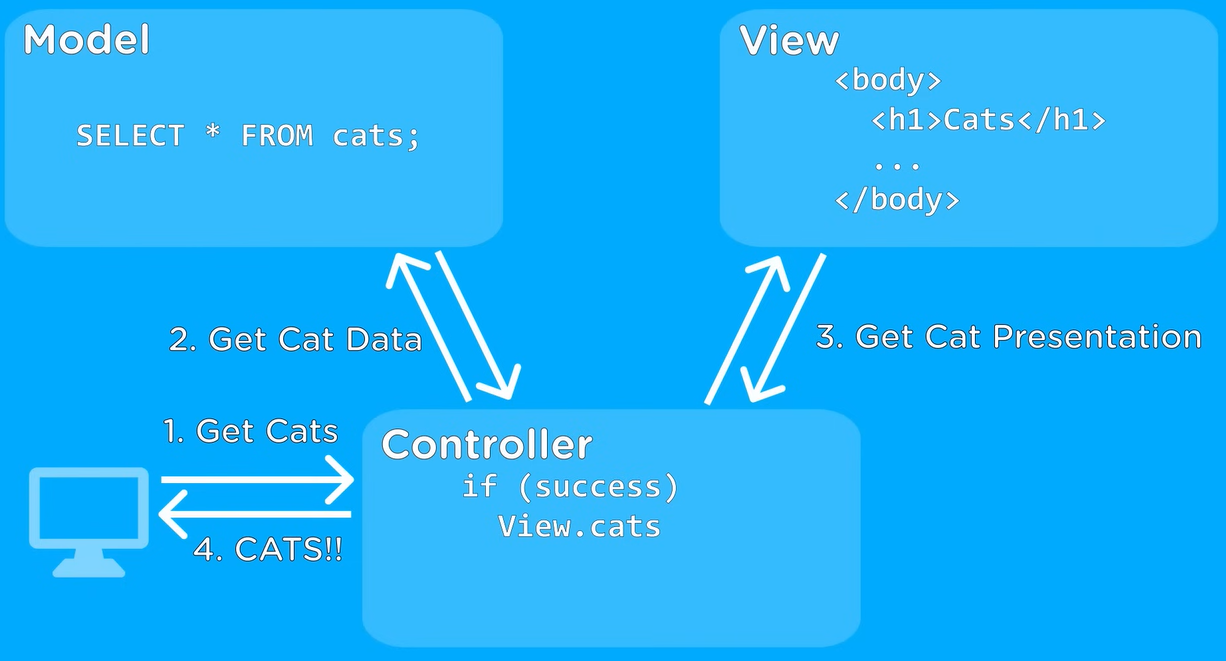 Model
SELECT * FROM cats;
View
<body>
<h1>Cats</h1>
...
</body>
2. Get Cat Data
3. Get Cat Presentation
1. Get Cats
4. CATS!!
Controller
if (success)
View.cats